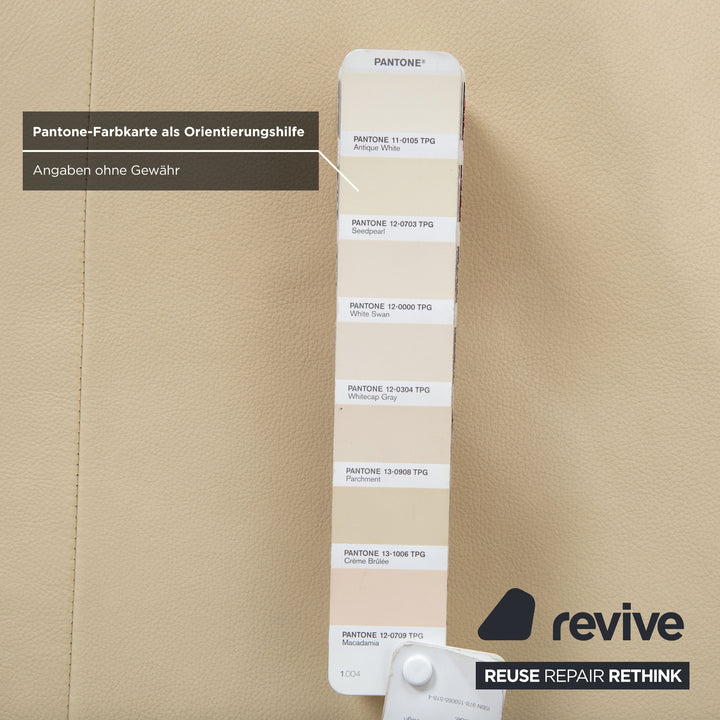 PANTONE®
Pantone-Farbkarte als Orientierungshilfe
Angaben ohne Gewähr
PANTONE 11-0105 TPG
Antique White
PANTONE 12-0703 TPG
Seedpearl
PANTONE 12-0000 TPG
White Swan
PANTONE 12-0304 TPG
Whitecap Gray
PANTONE 13-0908 TPG
Parchment
PANTONE 13-1006 TPG
Crème Brûlée
PANTONE 12-0709 TPG
Macadamia
1.004
revive
REUSE REPAIR RETHINK